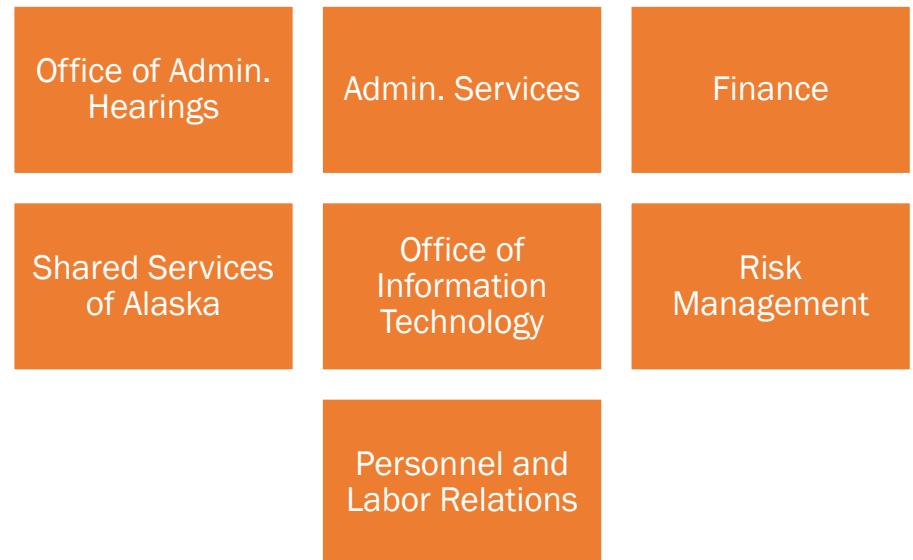 Office of Admin.
Hearings
Admin. Services
Finance
Shared Services
of Alaska
Office of
Information
Technology
Risk
Management
Personnel and
Labor Relations